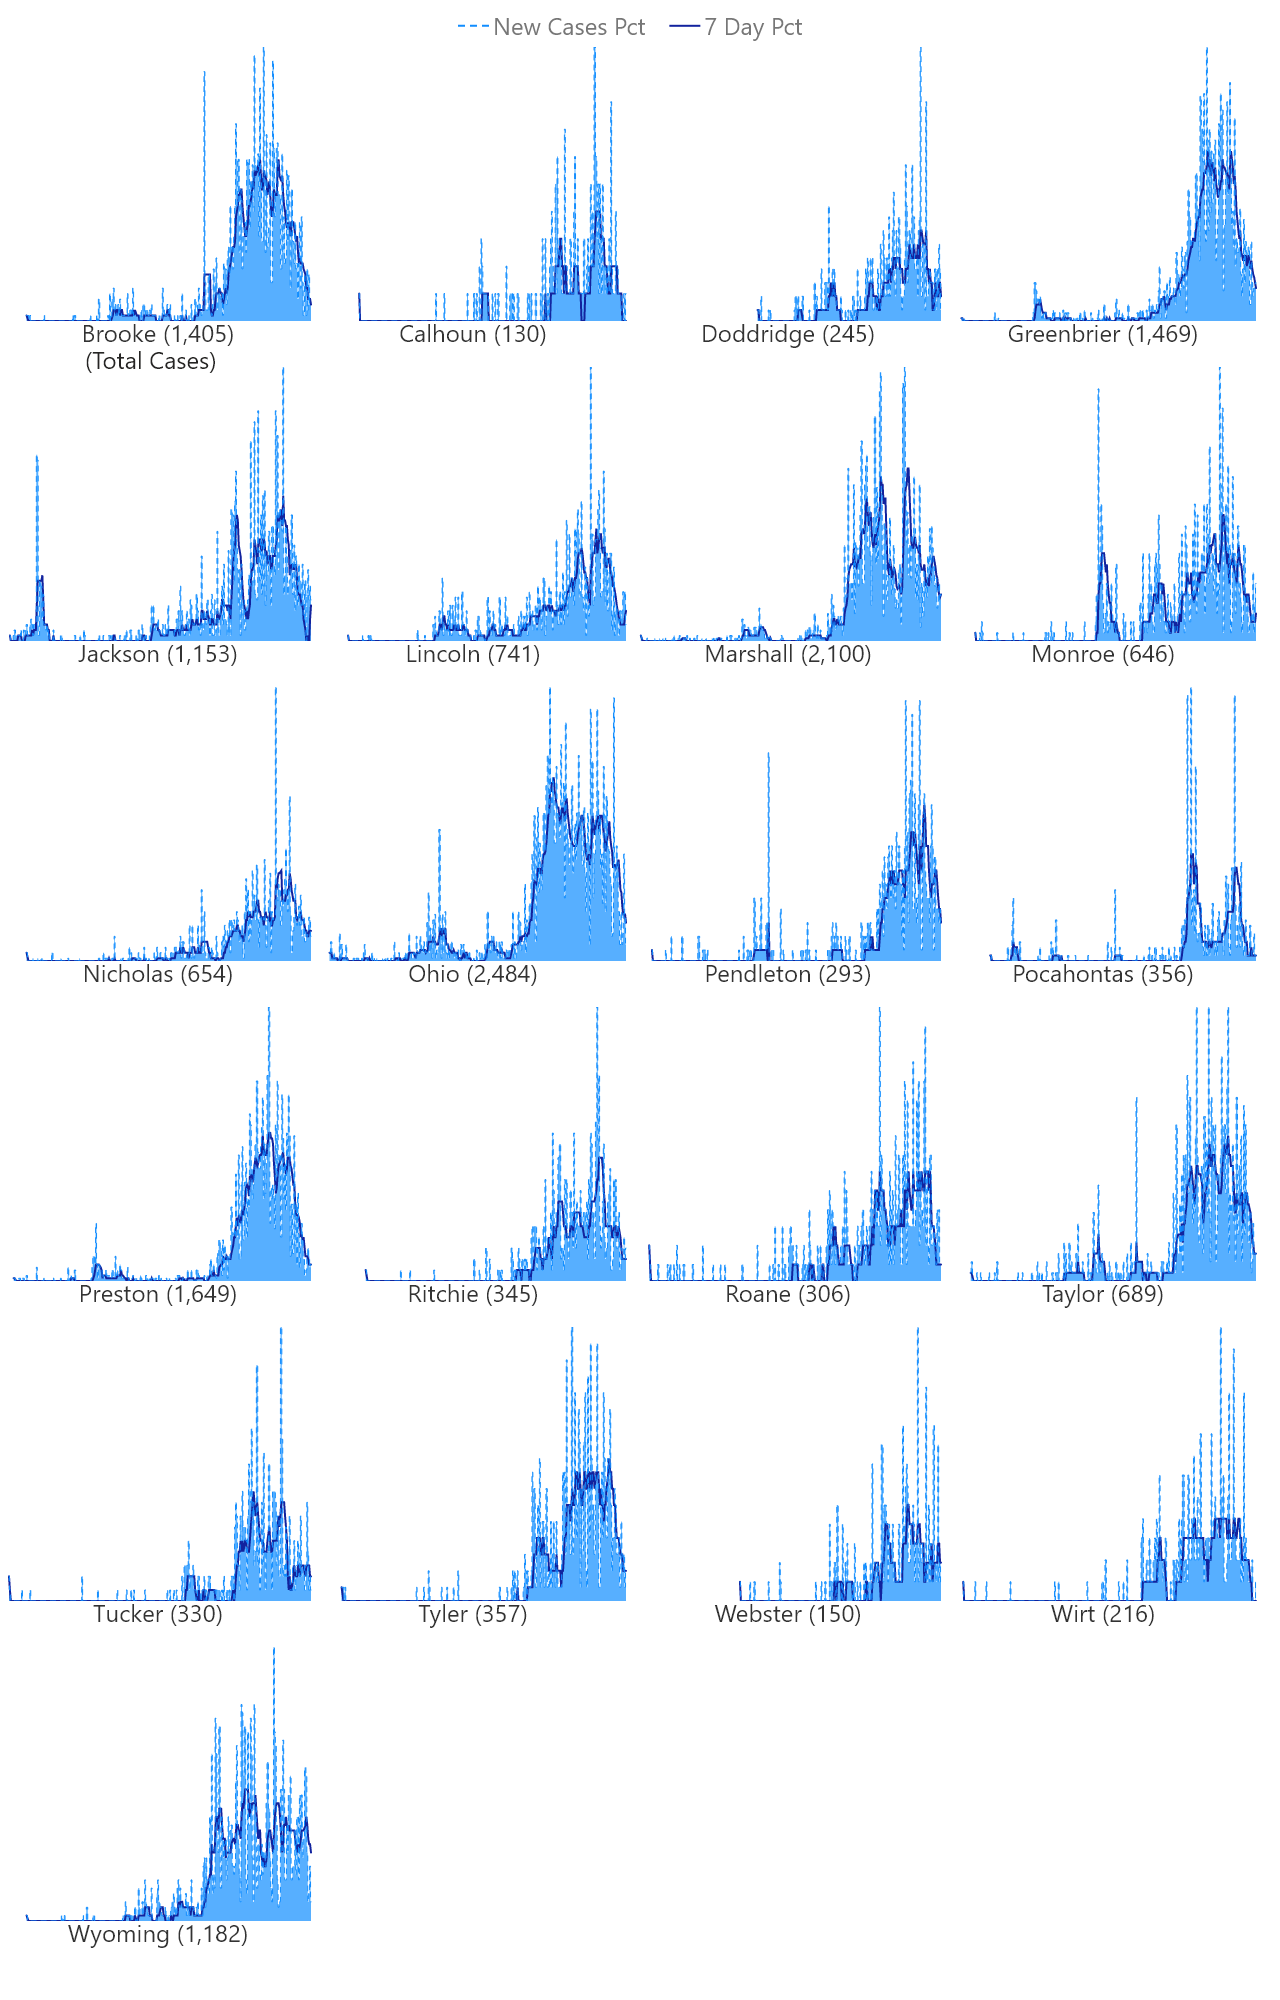 New Cases Pct 7 Day Pct
Brooke (1,405) Calhoun (130) Doddridge (245) Greenbrier (1,469)
(Total Cases)
Jackson (1,153) Lincoln (741) Marshall (2,100) Monroe (646)
Nicholas (654) Ohio (2,484) Pendleton (293) Pocahontas (356)
Preston (1,649) Ritchie (345) Roane (306) Taylor (689)
Tucker (330) Tyler (357) Webster (150) Wirt (216)
Wyoming (1,182)